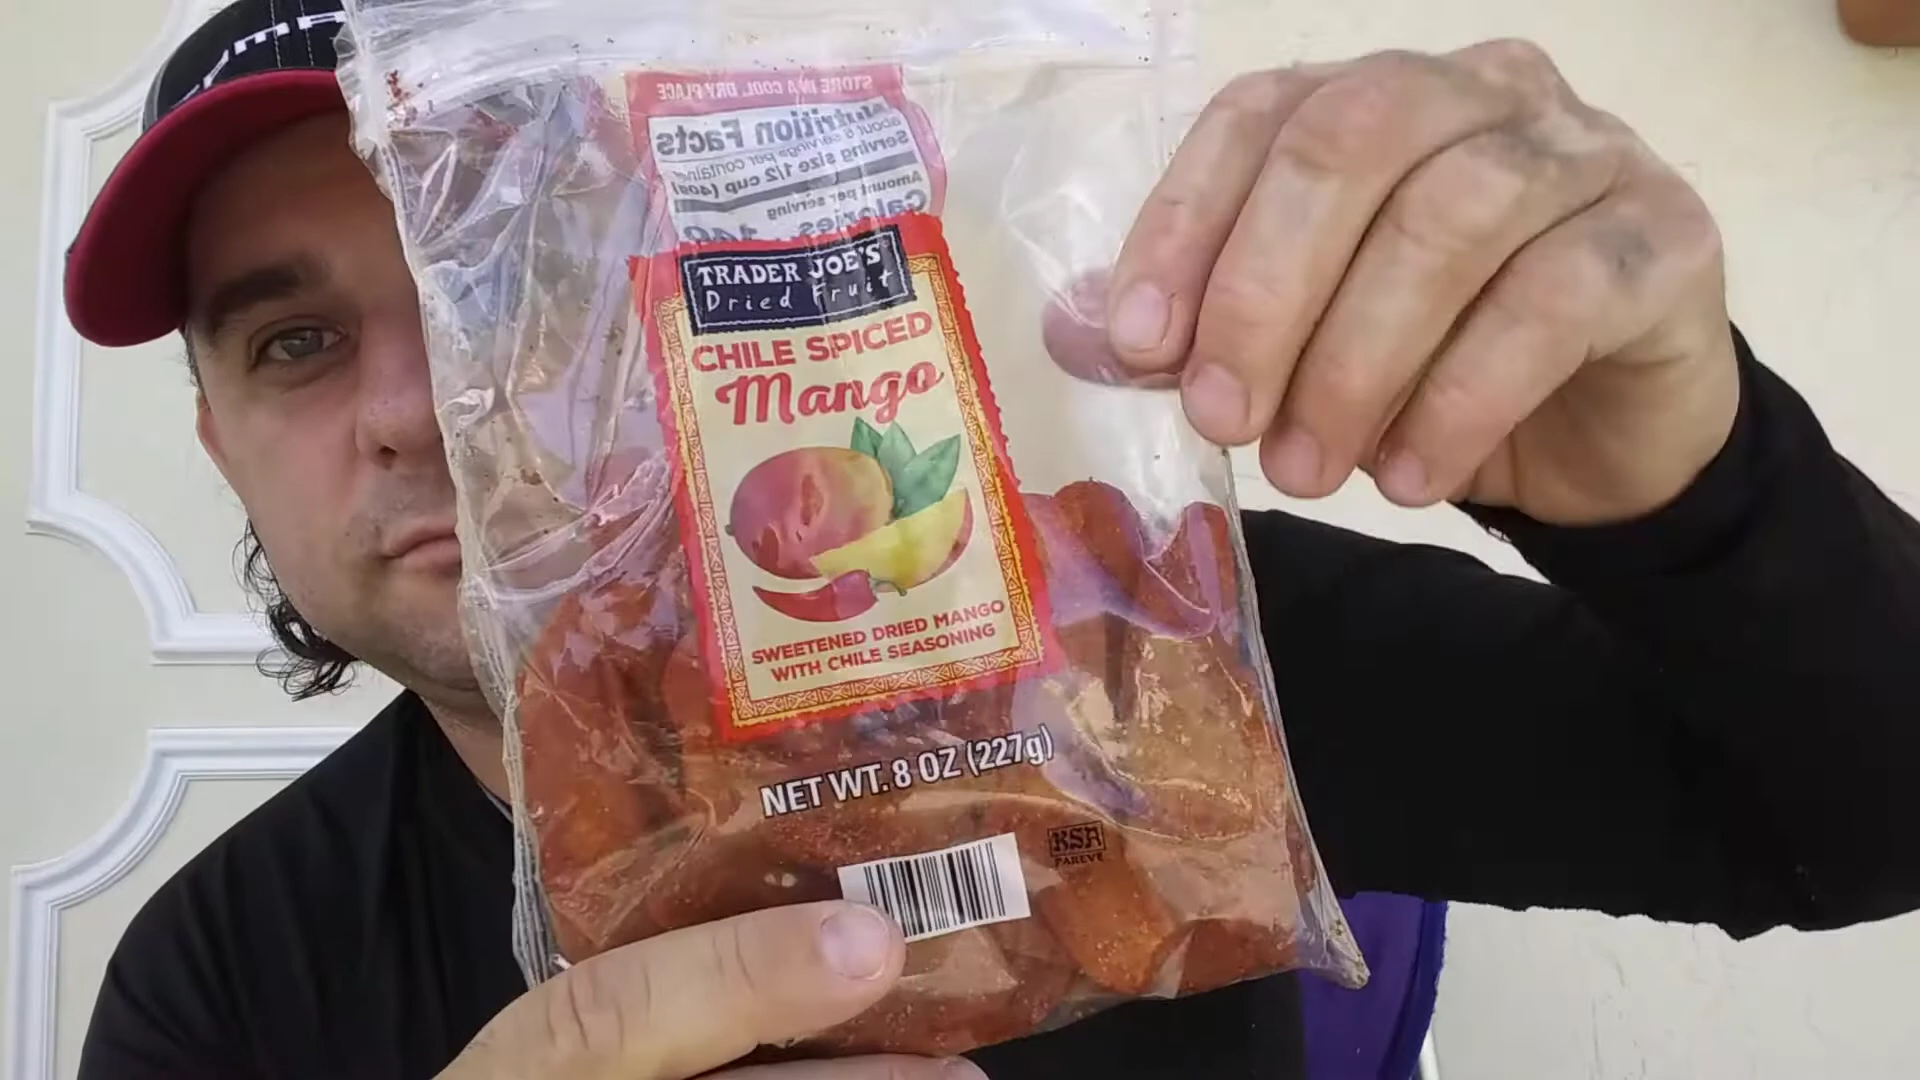 STORE IN A COOL, DRY PLACE
Nutrition Facts
about 6 servings per container
Serving size 1/2 cup (40g)
Amount per serving
Calories
TRADER JOE'S
Dried Fruit
CHILE SPICED
Mango
SWEETENED DRIED MANGO
WITH CHILE SEASONING
NET WT. 8 OZ (227g)
KSA
PAREVE